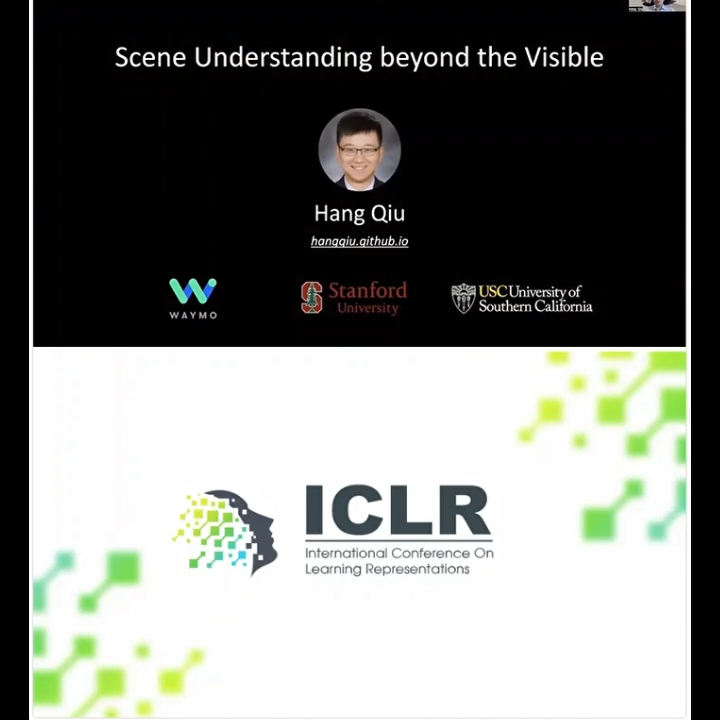 Scene Understanding beyond the Visible
Hang Qiu
hangqiu.github.io
WAYMO
Stanford
University
USC University of
Southern California
ICLR
International Conference On
Learning Representations